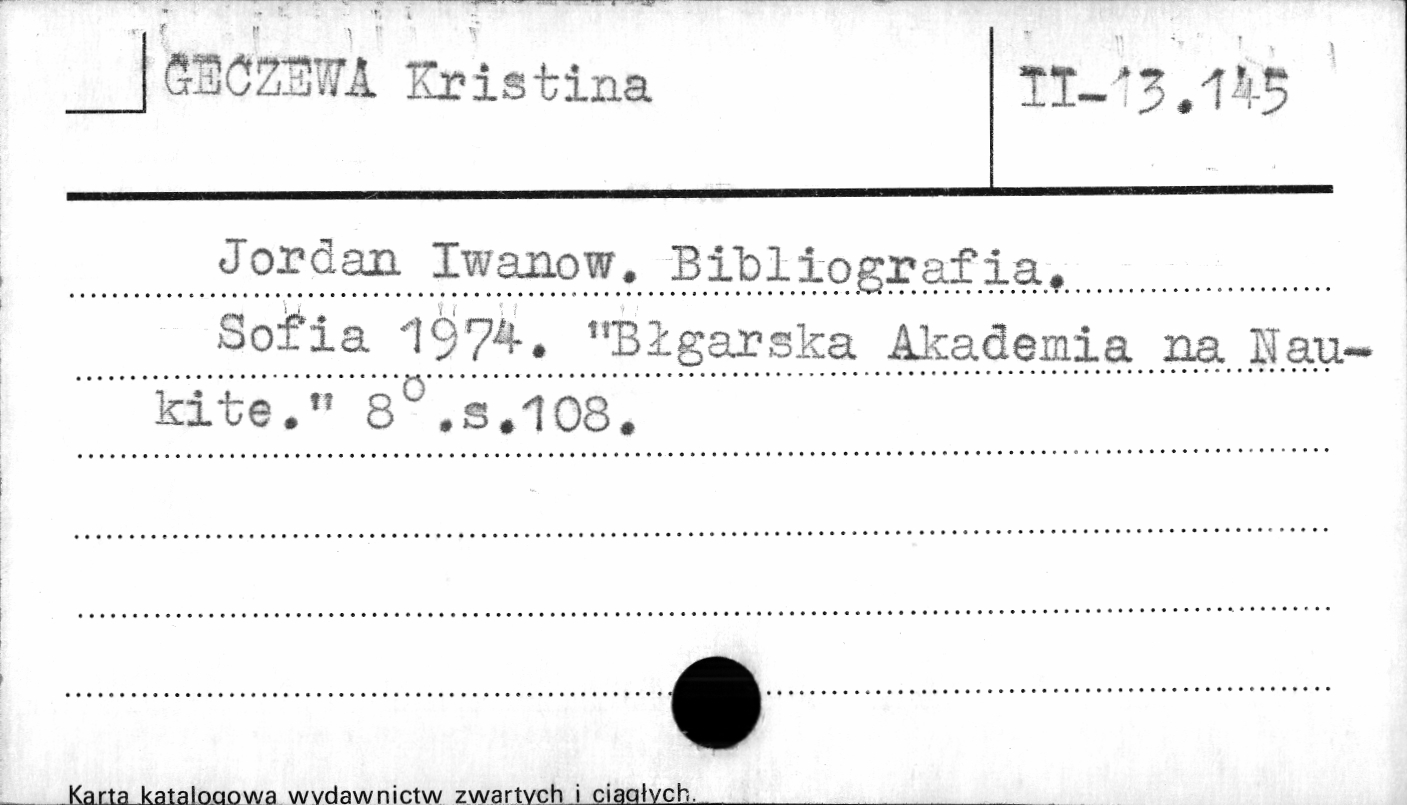 GECZEWA Kristina
II-13.145
Jordan Iwanow. Bibliografia.
Sofia 1974. "Błgarska Akademia na Nau-
kite." 8°.s.108.
Karta katalogowa wydawnictw zwartych i ciągłych.